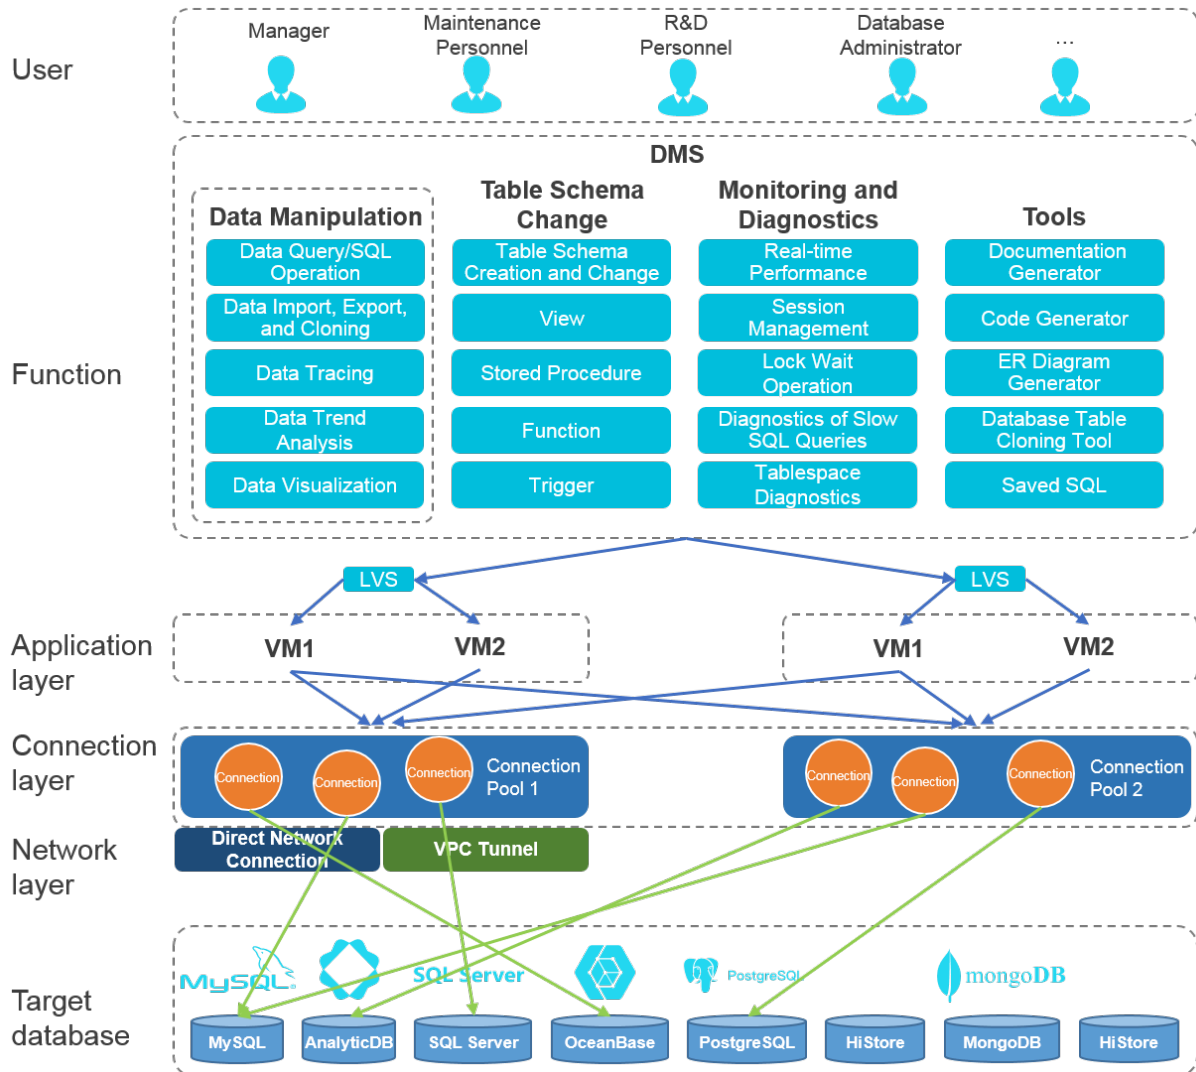 User
Manager
Maintenance
Personnel
R&D
Personnel
Database
Administrator
...
Function
DMS
Data Manipulation
Data Query/SQL
Operation
Data Import, Export,
and Cloning
Data Tracing
Data Trend
Analysis
Data Visualization
Table Schema
Change
Table Schema
Creation and Change
View
Stored Procedure
Function
Trigger
Monitoring and
Diagnostics
Real-time
Performance
Session
Management
Lock Wait
Operation
Diagnostics of Slow
SQL Queries
Tablespace
Diagnostics
Tools
Documentation
Generator
Code Generator
ER Diagram
Generator
Database Table
Cloning Tool
Saved SQL
LVS
LVS
Application
layer
VM1
VM2
VM1
VM2
Connection
layer
Connection
Connection
Connection
Connection
Pool 1
Connection
Connection
Connection
Connection
Pool 2
Network
layer
Direct Network
Connection
VPC Tunnel
Target
database
MySQL
SQL Server
PostgreSQL
mongoDB
MySQL
AnalyticDB
SQL Server
OceanBase
PostgreSQL
HiStore
MongoDB
HiStore